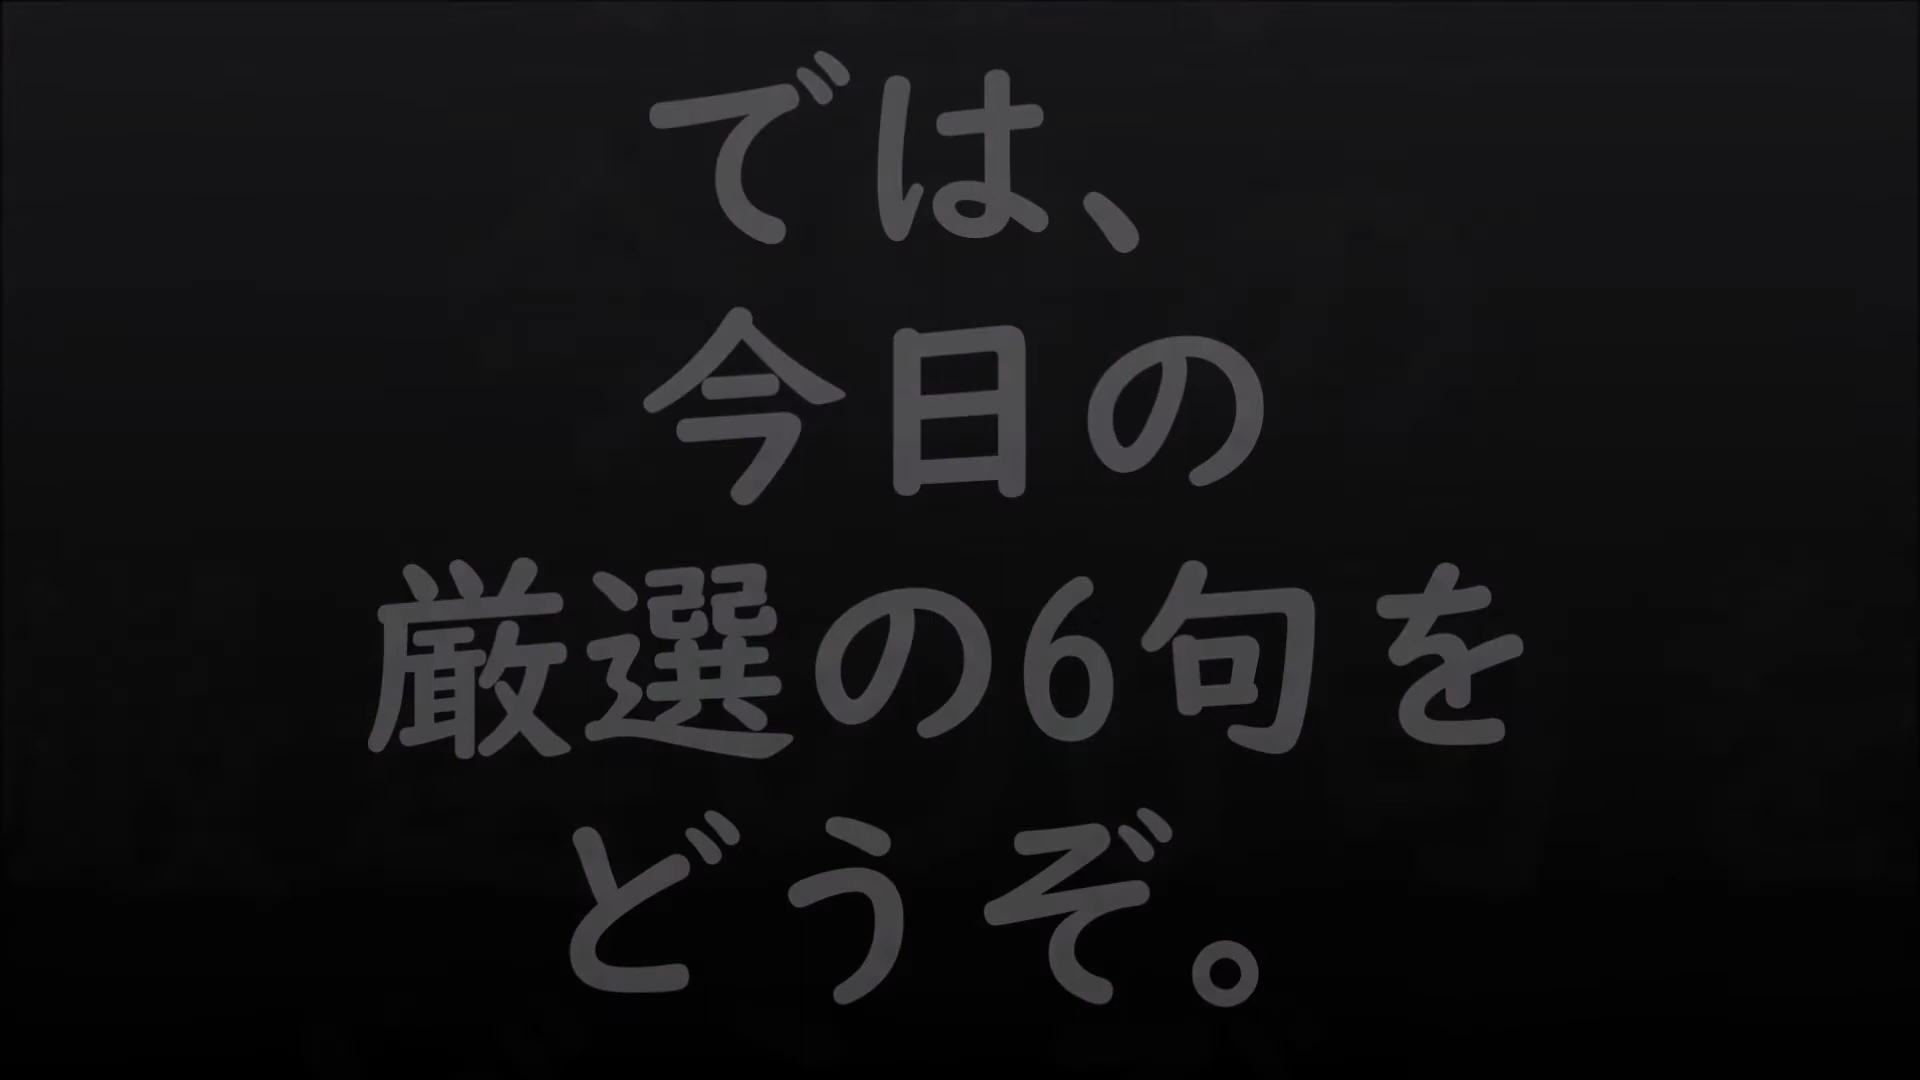 では、
今日の
厳選の6句を
どうぞ。